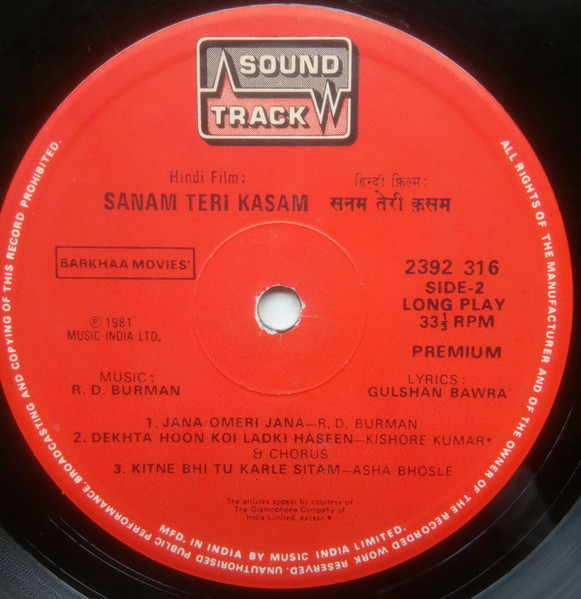 SOUND
TRACK
Hindi Film:
हिन्दी फ़िल्म:
SANAM TERI KASAM
सनम तेरी क़सम
BARKHAA MOVIES'
2392 316
SIDE-2
LONG PLAY
33⅓ RPM
PREMIUM
℗ 1981
MUSIC INDIA LTD.
MUSIC:
R. D. BURMAN
LYRICS:
GULSHAN BAWRA
1. JANA OMERI JANA—R. D. BURMAN
2. DEKHTA HOON KOI LADKI HASEEN—KISHORE KUMAR*
& CHORUS
3. KITNE BHI TU KARLE SITAM—ASHA BHOSLE
The artistes appear by courtesy of
The Gramophone Company of
India Limited, except *
MFD. IN INDIA BY MUSIC INDIA LIMITED.
ALL RIGHTS OF THE MANUFACTURER AND OF THE OWNER OF THE RECORDED WORK RESERVED. UNAUTHORISED PUBLIC PERFORMANCE, BROADCASTING AND COPYING OF THIS RECORD PROHIBITED.